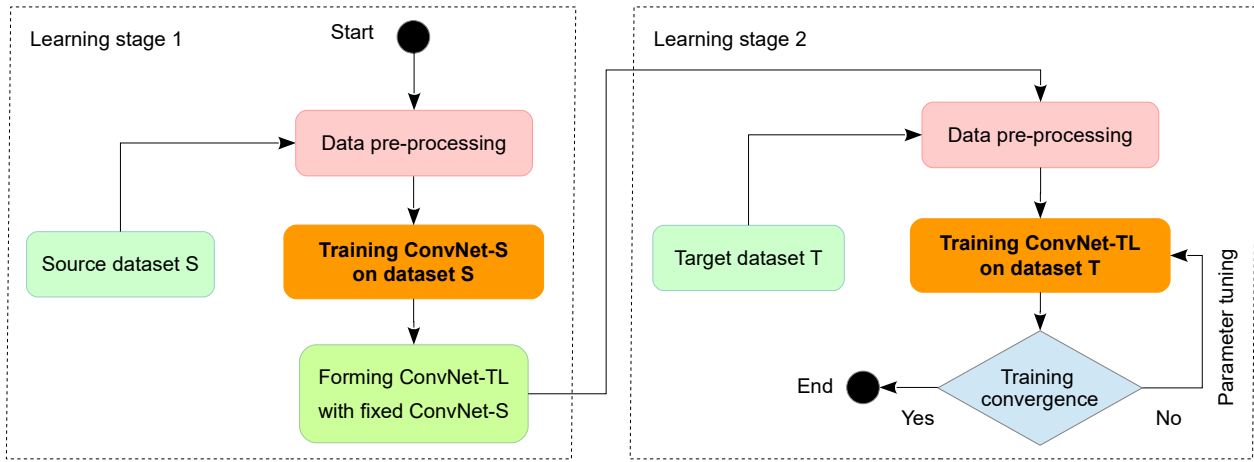 Learning stage 1
Start
Data pre-processing
Source dataset S
Training ConvNet-S
on dataset S
Forming ConvNet-TL
with fixed ConvNet-S
Learning stage 2
Data pre-processing
Target dataset T
Training ConvNet-TL
on dataset T
Parameter tuning
Training
convergence
End
Yes
No